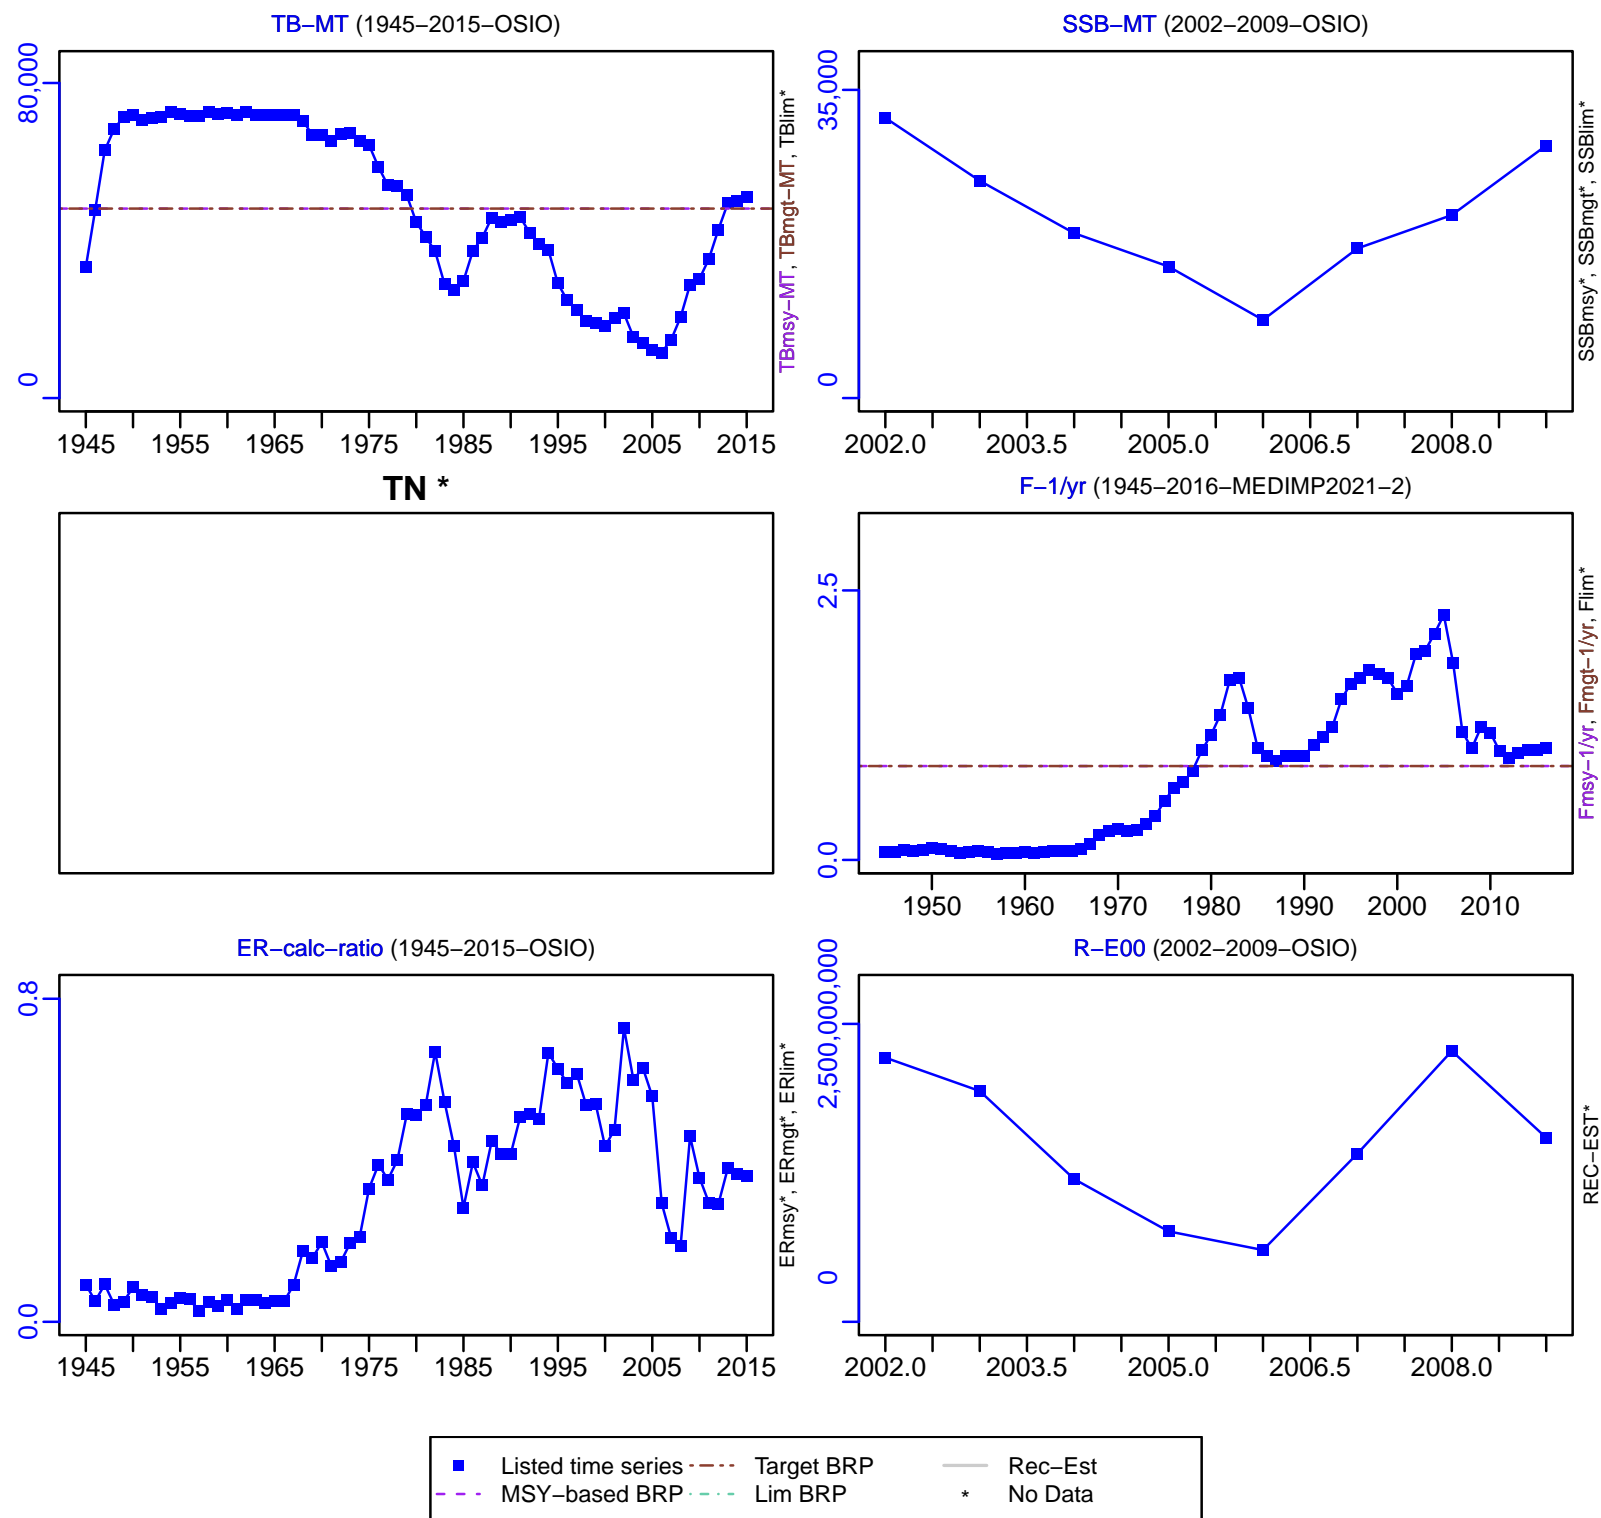 TB−MT (1945−2015−OSIO)
80,000
0
1945 1955 1965 1975 1985 1995 2005 2015
TBmsy−MT, TBmgt−MT, TBlim*
SSB−MT (2002−2009−OSIO)
35,000
0
2002.0 2003.5 2005.0 2006.5 2008.0
SSBmsy*, SSBmgt*, SSBlim*
TN *
F−1/yr (1945−2016−MEDIMP2021−2)
2.5
0.0
1950 1960 1970 1980 1990 2000 2010
Fmsy−1/yr, Fmgt−1/yr, Flim*
ER−calc−ratio (1945−2015−OSIO)
0.8
0.0
1945 1955 1965 1975 1985 1995 2005 2015
ERmsy*, ERmgt*, ERlim*
R−E00 (2002−2009−OSIO)
2,500,000,000
0
2002.0 2003.5 2005.0 2006.5 2008.0
REC−EST*
Listed time series Target BRP Rec−Est
MSY−based BRP Lim BRP * No Data